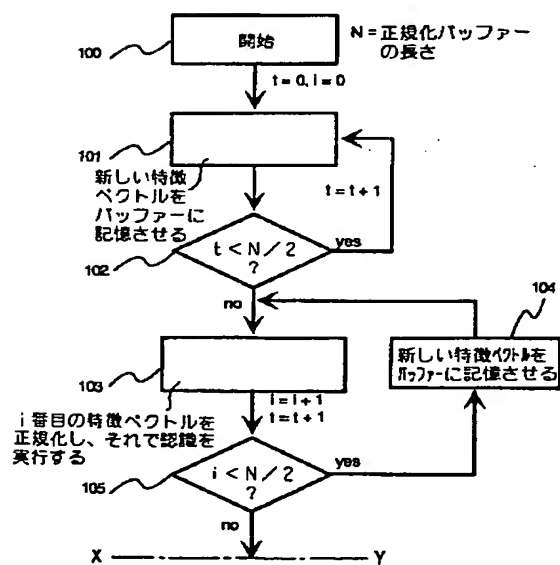 100
開始
N = 正規化バッファー
の長さ
t=0, i=0
101
新しい特徴
ベクトルを
バッファーに
記憶させる
t = t + 1
102
t < N / 2
?
yes
no
104
新しい特徴ベクトルを
バッファーに記憶させる
103
i = i + 1
t = t + 1
i番目の特徴ベクトルを
正規化し、それで認識を
実行する
105
i < N / 2
?
yes
no
X
Y